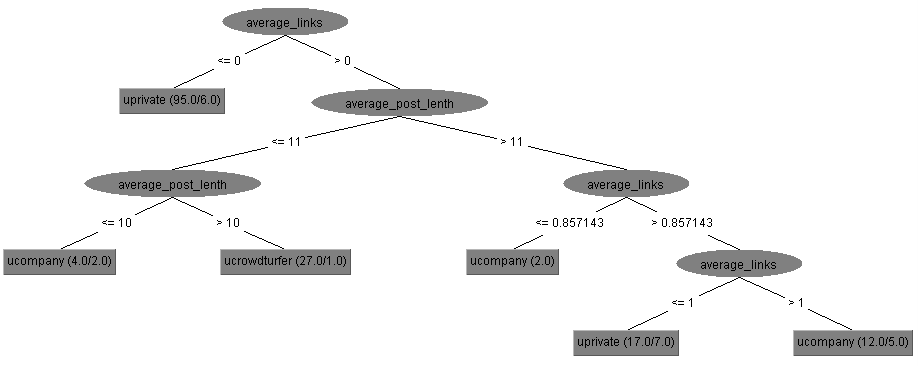 average_links
<= 0
> 0
uprivate (95.0/6.0)
average_post_lenth
<= 11
> 11
average_post_lenth
average_links
<= 10
> 10
<= 0.857143
> 0.857143
ucompany (4.0/2.0)
ucrowdturfer (27.0/1.0)
ucompany (2.0)
average_links
<= 1
> 1
uprivate (17.0/7.0)
ucompany (12.0/5.0)